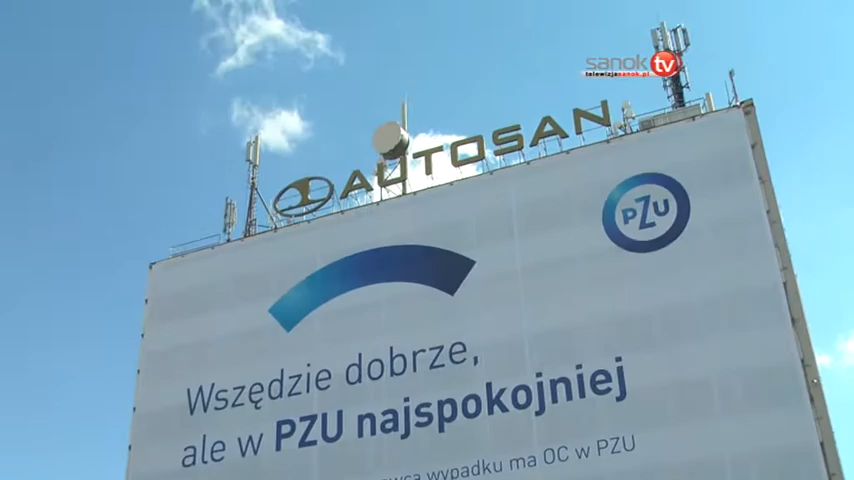 sanok tv
telewizjasanok.pl
AUTOSAN
PZU
Wszędzie dobrze,
ale w PZU najspokojniej
wypadku ma OC w PZU